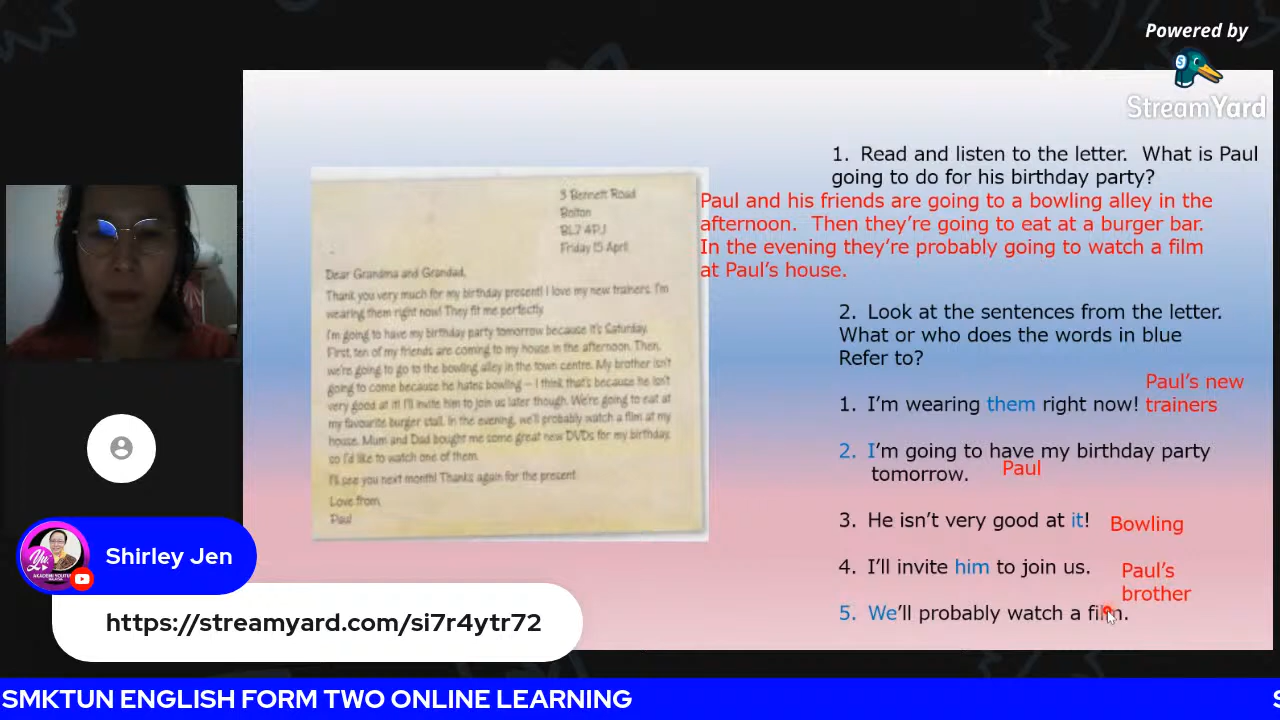 Powered by
StreamYard
3 Bennett Road
Bolton
BL7 4PJ
Friday 15 April
Dear Grandma and Grandad,
Thank you very much for my birthday present! I love my new trainers. I'm
wearing them right now! They fit me perfectly.
I'm going to have my birthday party tomorrow because it's Saturday.
First, ten of my friends are coming to my house in the afternoon. Then,
we're going to go to the bowling alley in the town centre. My brother isn't
going to come because he hates bowling – I think that's because he isn't
very good at it! I'll invite him to join us later though. We're going to eat at
my favourite burger stall. In the evening, we'll probably watch a film at my
house. Mum and Dad bought me some great new DVDs for my birthday,
so I'd like to watch one of them.
I'll see you next month! Thanks again for the present.
Love from,
Paul
1. Read and listen to the letter. What is Paul
going to do for his birthday party?
Paul and his friends are going to a bowling alley in the
afternoon. Then they're going to eat at a burger bar.
In the evening they're probably going to watch a film
at Paul's house.
2. Look at the sentences from the letter.
What or who does the words in blue
Refer to?
1. I'm wearing them right now!
Paul's new
trainers
2. I'm going to have my birthday party
tomorrow.
Paul
3. He isn't very good at it!
Bowling
4. I'll invite him to join us.
Paul's
brother
5. We'll probably watch a film.
Shirley Jen
https://streamyard.com/si7r4ytr72
SMKTUN ENGLISH FORM TWO ONLINE LEARNING